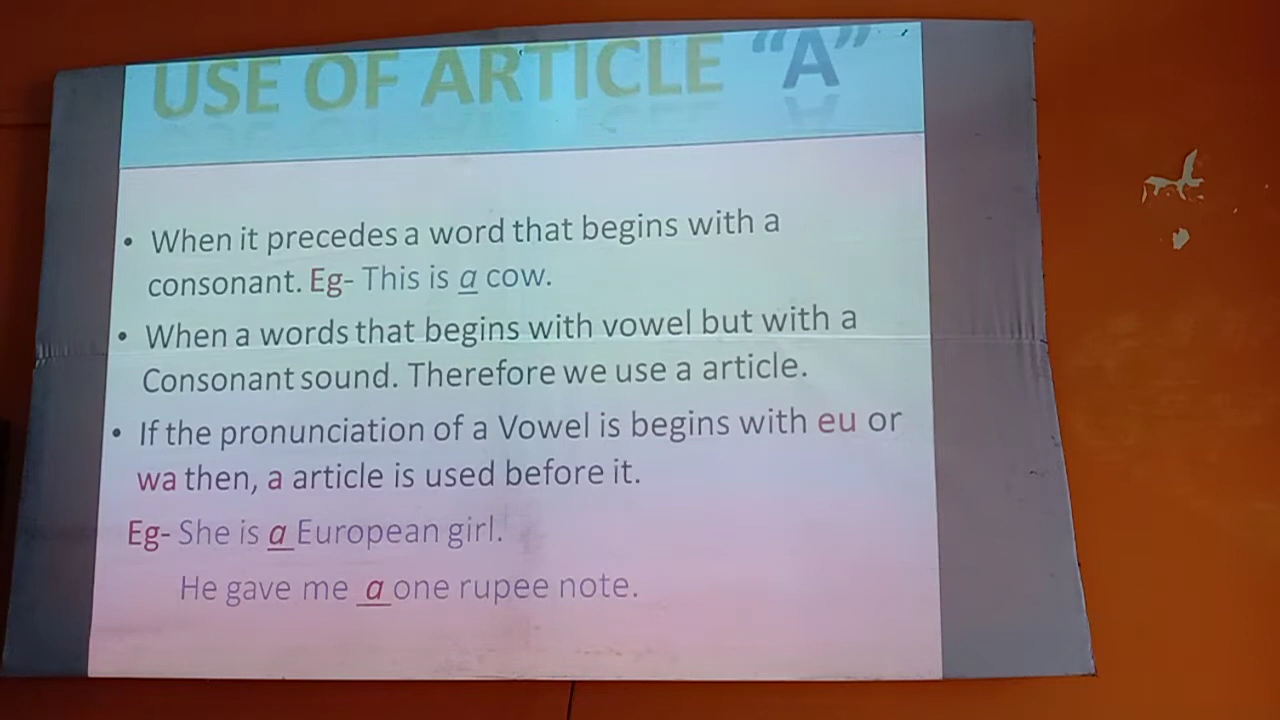 USE OF ARTICLE “A”
• When it precedes a word that begins with a
consonant. Eg- This is a cow.
• When a words that begins with vowel but with a
Consonant sound. Therefore we use a article.
• If the pronunciation of a Vowel is begins with eu or
wa then, a article is used before it.
Eg- She is a European girl.
He gave me a one rupee note.